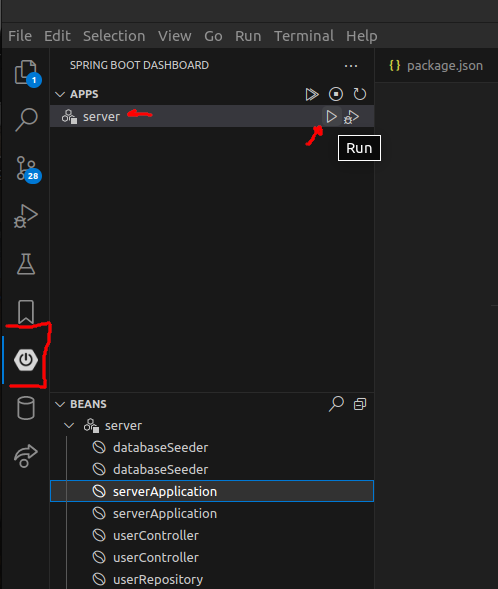 File Edit Selection View Go Run Terminal Help
SPRING BOOT DASHBOARD ...
{ } package.json
1
APPS
server
Run
28
BEANS
server
databaseSeeder
databaseSeeder
serverApplication
serverApplication
userController
userController
userRepository